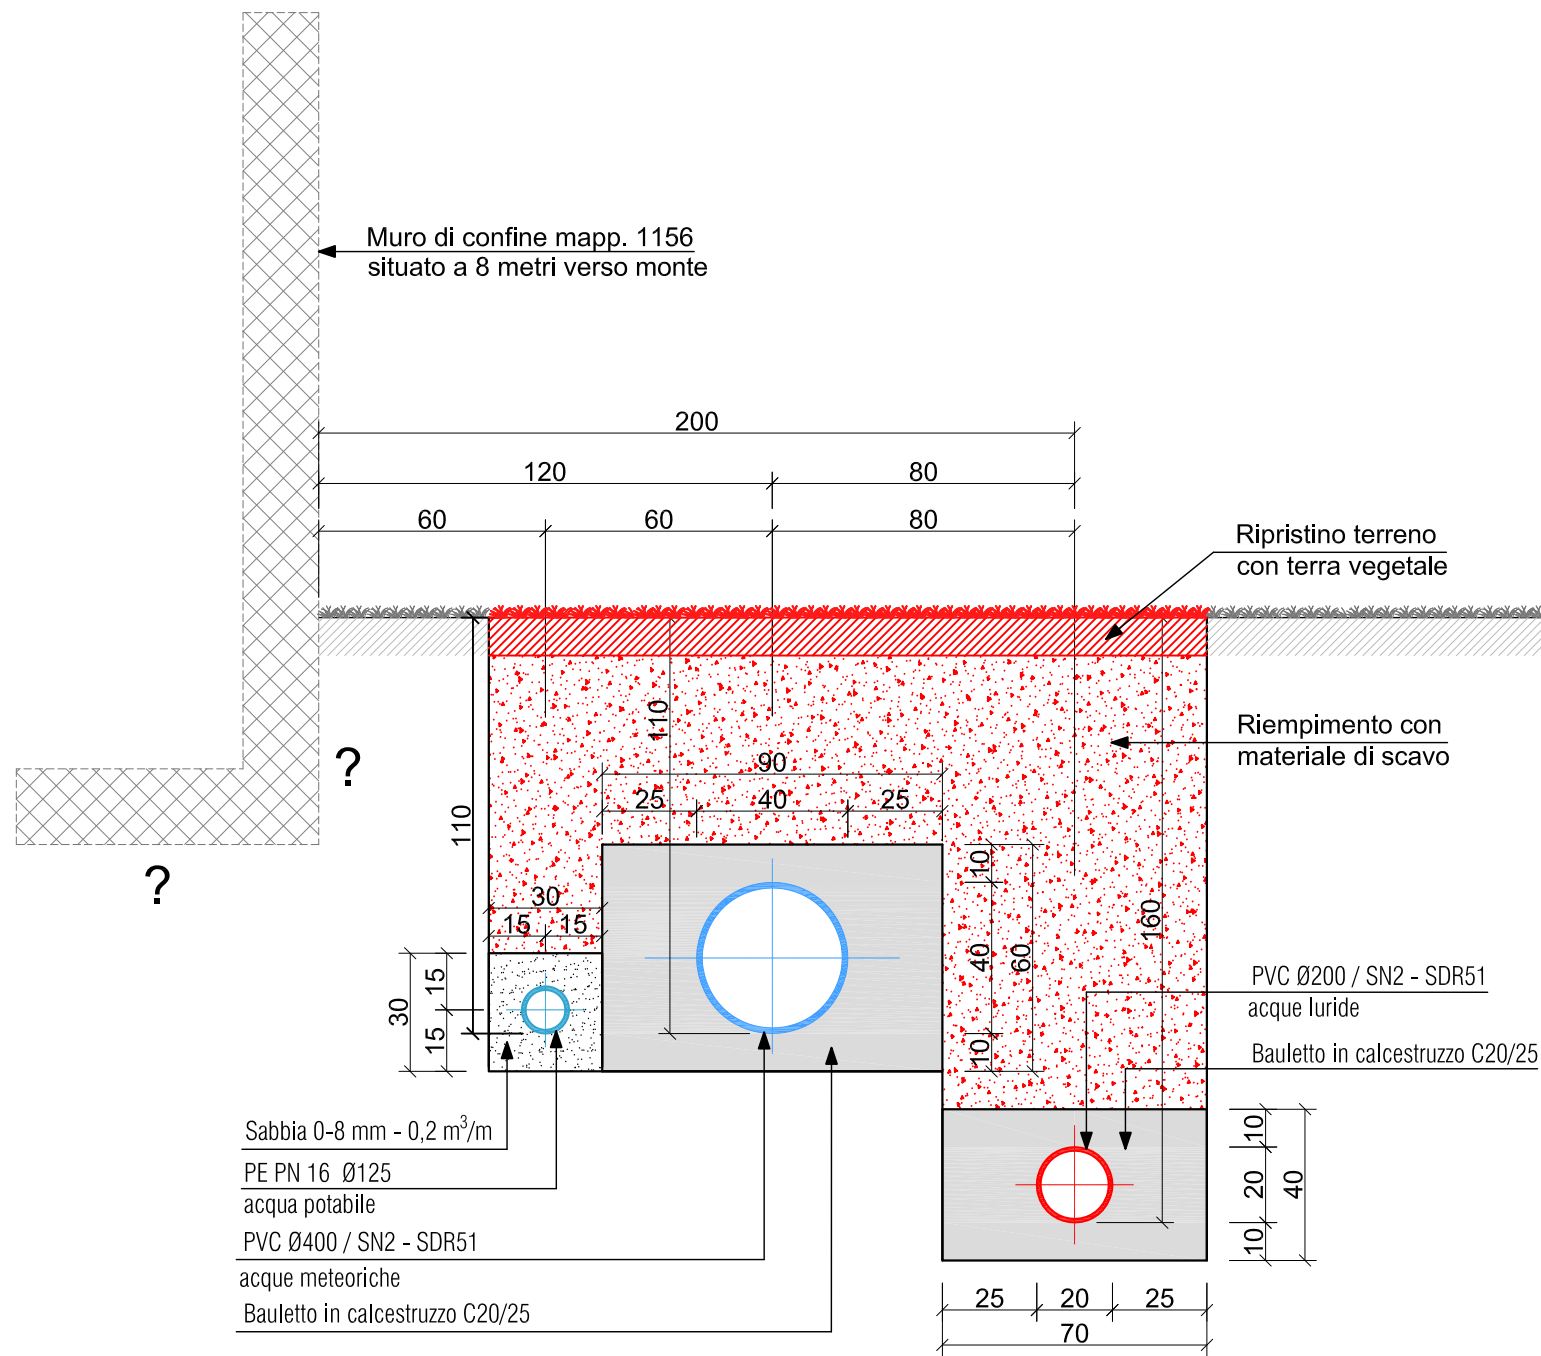 Muro di confine mapp. 1156
situato a 8 metri verso monte
200
120
80
60
60
80
Ripristino terreno
con terra vegetale
110
Riempimento con
materiale di scavo
?
90
25
40
25
110
?
10
30
15
15
160
40
60
15
30
15
10
PVC Ø200 / SN2 - SDR51
acque luride
Bauletto in calcestruzzo C20/25
Sabbia 0-8 mm - 0,2 m³/m
PE PN 16 Ø125
acqua potabile
PVC Ø400 / SN2 - SDR51
acque meteoriche
Bauletto in calcestruzzo C20/25
10
20
40
10
25
20
25
70